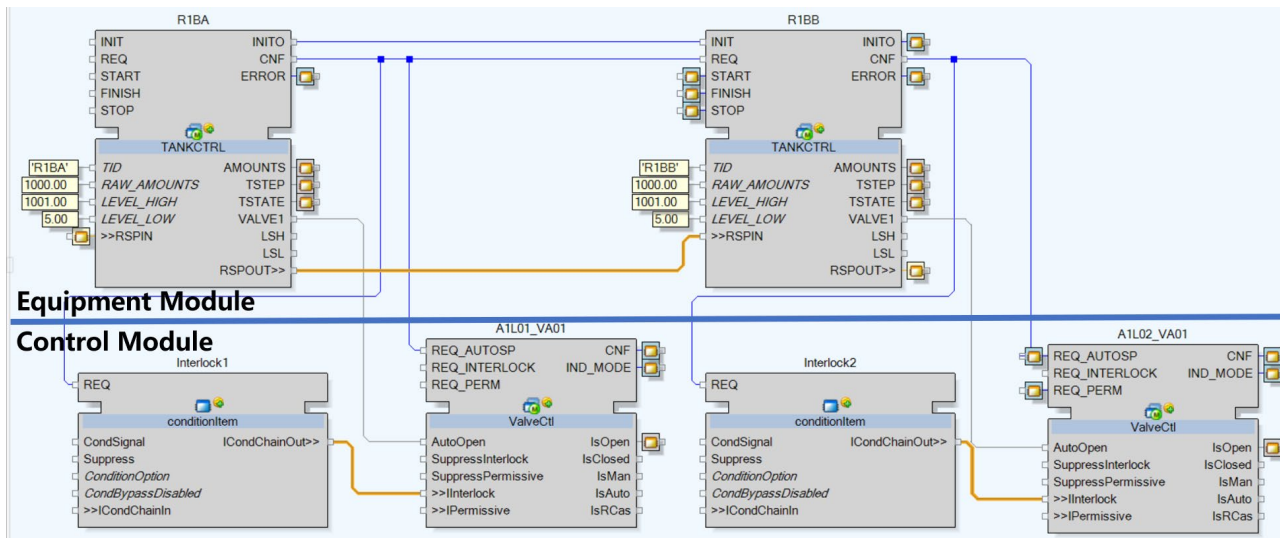 R1BA
INIT
REQ
START
FINISH
STOP
INITO
CNF
ERROR
TANKCTRL
'R1BA'
1000.00
1001.00
5.00
TID
RAW_AMOUNTS
LEVEL_HIGH
LEVEL_LOW
>>RSPIN
AMOUNTS
TSTEP
TSTATE
VALVE1
LSH
LSL
RSPOUT>>
R1BB
INIT
REQ
START
FINISH
STOP
INITO
CNF
ERROR
TANKCTRL
'R1BB'
1000.00
1001.00
5.00
TID
RAW_AMOUNTS
LEVEL_HIGH
LEVEL_LOW
>>RSPIN
AMOUNTS
TSTEP
TSTATE
VALVE1
LSH
LSL
RSPOUT>>
Equipment Module
Control Module
Interlock1
REQ
conditionItem
CondSignal
Suppress
ConditionOption
CondBypassDisabled
>>ICondChainIn
ICondChainOut>>
A1L01_VA01
REQ_AUTOSP
REQ_INTERLOCK
REQ_PERM
CNF
IND_MODE
ValveCtl
AutoOpen
SuppressInterlock
SuppressPermissive
>>IInterlock
>>IPermissive
IsOpen
IsClosed
IsMan
IsAuto
IsRCas
Interlock2
REQ
conditionItem
CondSignal
Suppress
ConditionOption
CondBypassDisabled
>>ICondChainIn
ICondChainOut>>
A1L02_VA01
REQ_AUTOSP
REQ_INTERLOCK
REQ_PERM
CNF
IND_MODE
ValveCtl
AutoOpen
SuppressInterlock
SuppressPermissive
>>IInterlock
>>IPermissive
IsOpen
IsClosed
IsMan
IsAuto
IsRCas